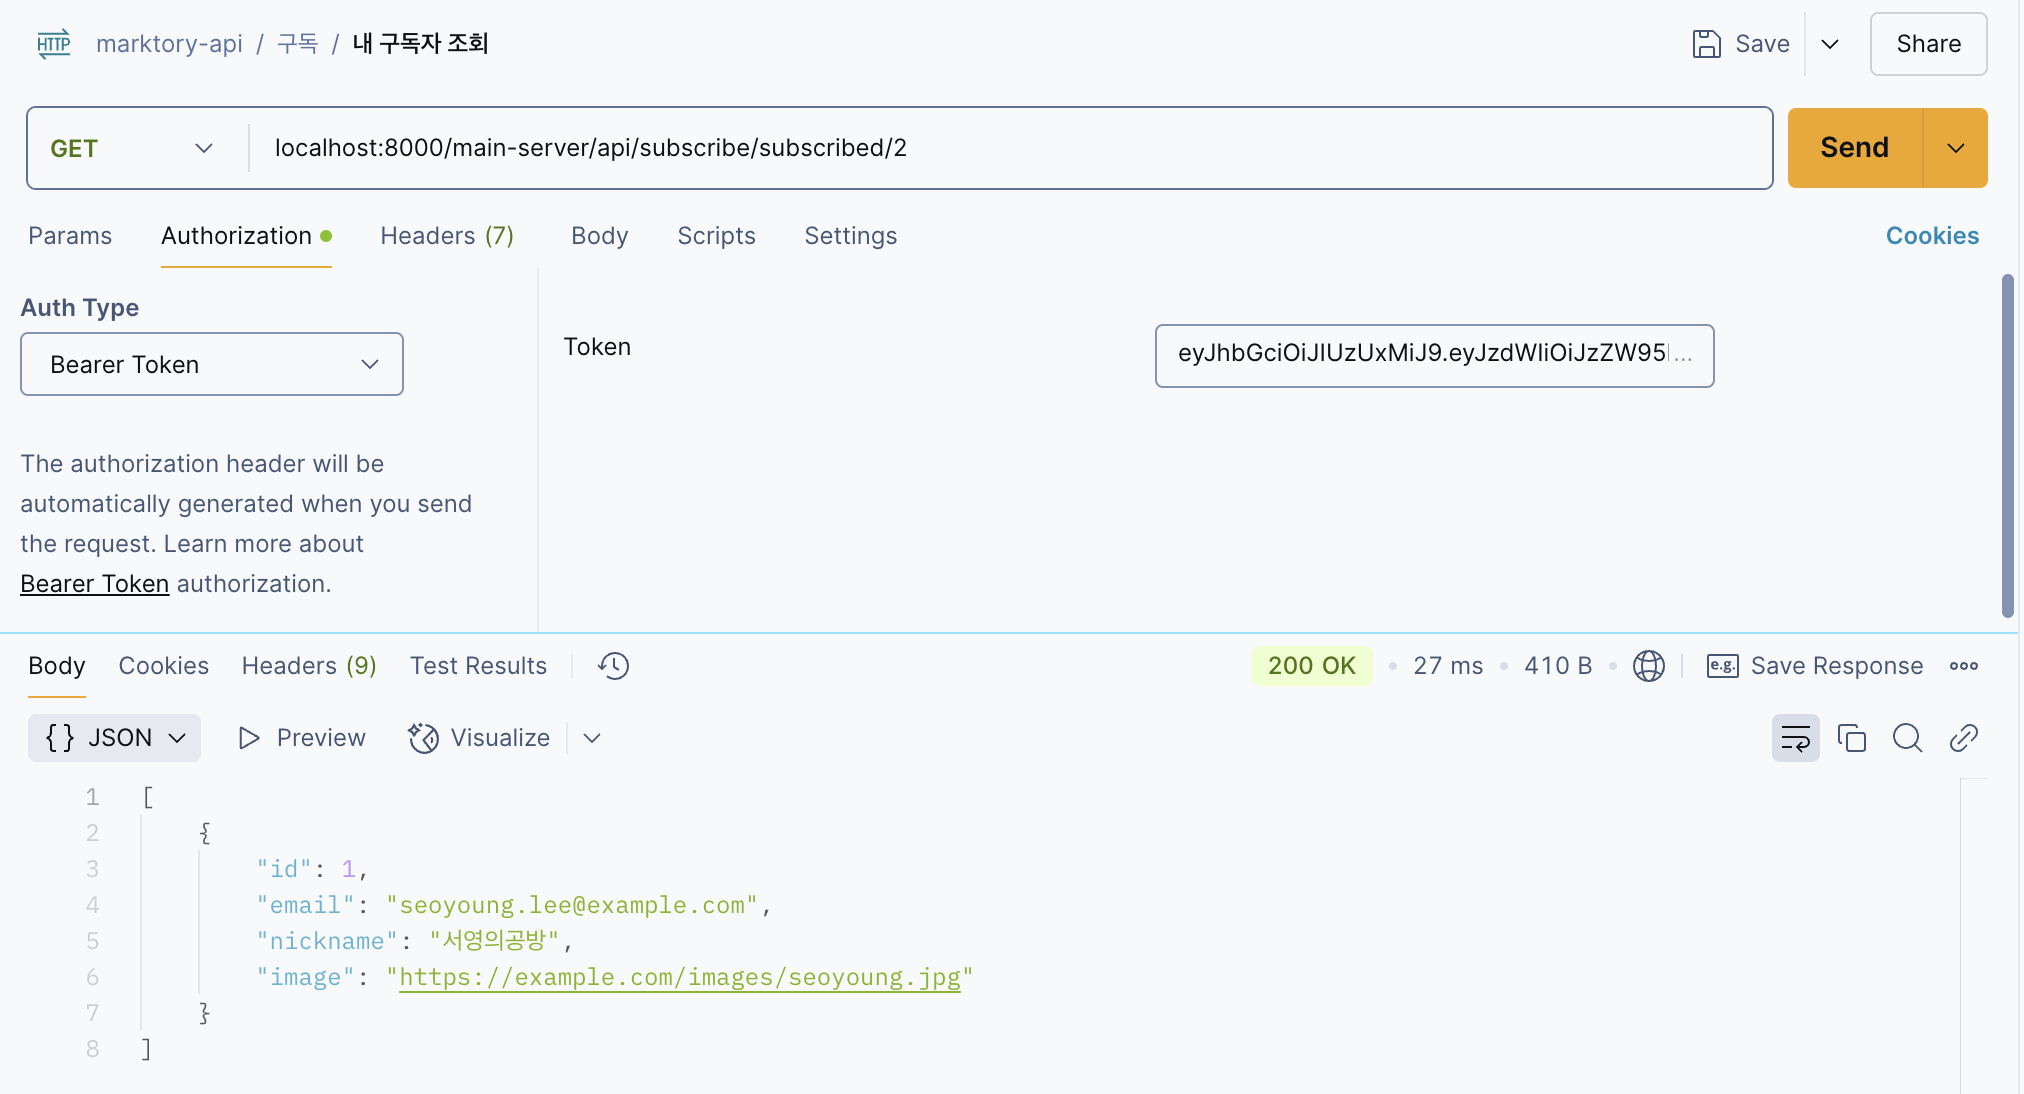 HTTP marktory-api / 구독 / 내 구독자 조회 Save Share
GET localhost:8000/main-server/api/subscribe/subscribed/2 Send
Params Authorization Headers (7) Body Scripts Settings Cookies
Auth Type
Bearer Token
Token eyJhbGciOiJIUzUxMiJ9.eyJzdWIiOiJzZW95...
The authorization header will be
automatically generated when you send
the request. Learn more about
Bearer Token authorization.
Body Cookies Headers (9) Test Results 200 OK • 27 ms • 410 B • e.g. Save Response
{} JSON Preview Visualize
1 [
2 {
3 "id": 1,
4 "email": "seoyoung.lee@example.com",
5 "nickname": "서영의공방",
6 "image": "https://example.com/images/seoyoung.jpg"
7 }
8 ]